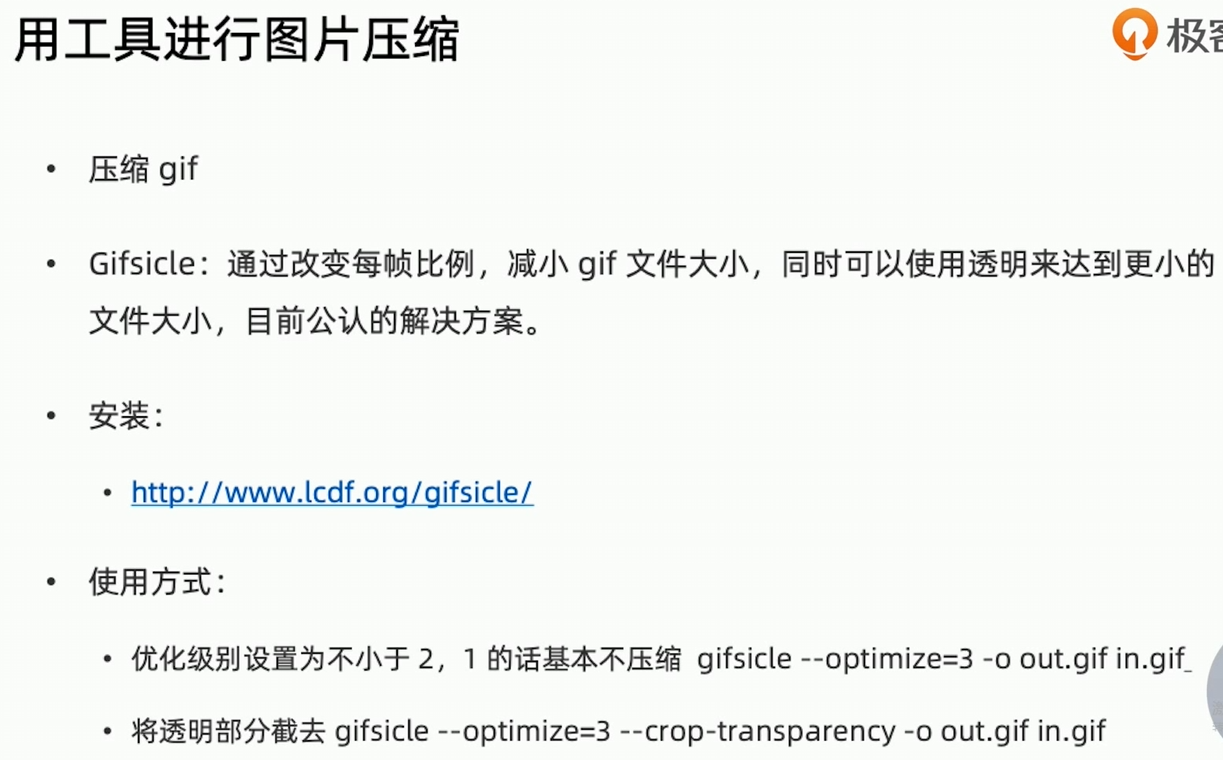 用工具进行图片压缩
极客
• 压缩 gif
• Gifsicle：通过改变每帧比例，减小 gif 文件大小，同时可以使用透明来达到更小的
文件大小，目前公认的解决方案。
• 安装：
• http://www.lcdf.org/gifsicle/
• 使用方式：
• 优化级别设置为不小于 2，1 的话基本不压缩 gifsicle --optimize=3 -o out.gif in.gif_
• 将透明部分截去 gifsicle --optimize=3 --crop-transparency -o out.gif in.gif